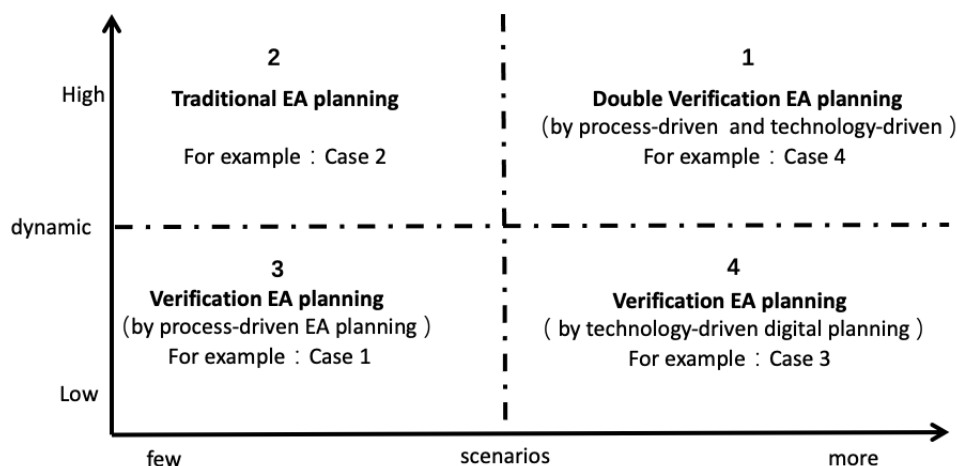 2
Traditional EA planning
For example：Case 2
1
Double Verification EA planning
（by process-driven and technology-driven）
For example：Case 4
High
dynamic
Low
3
Verification EA planning
（by process-driven EA planning）
For example：Case 1
4
Verification EA planning
（by technology-driven digital planning）
For example：Case 3
few
scenarios
more